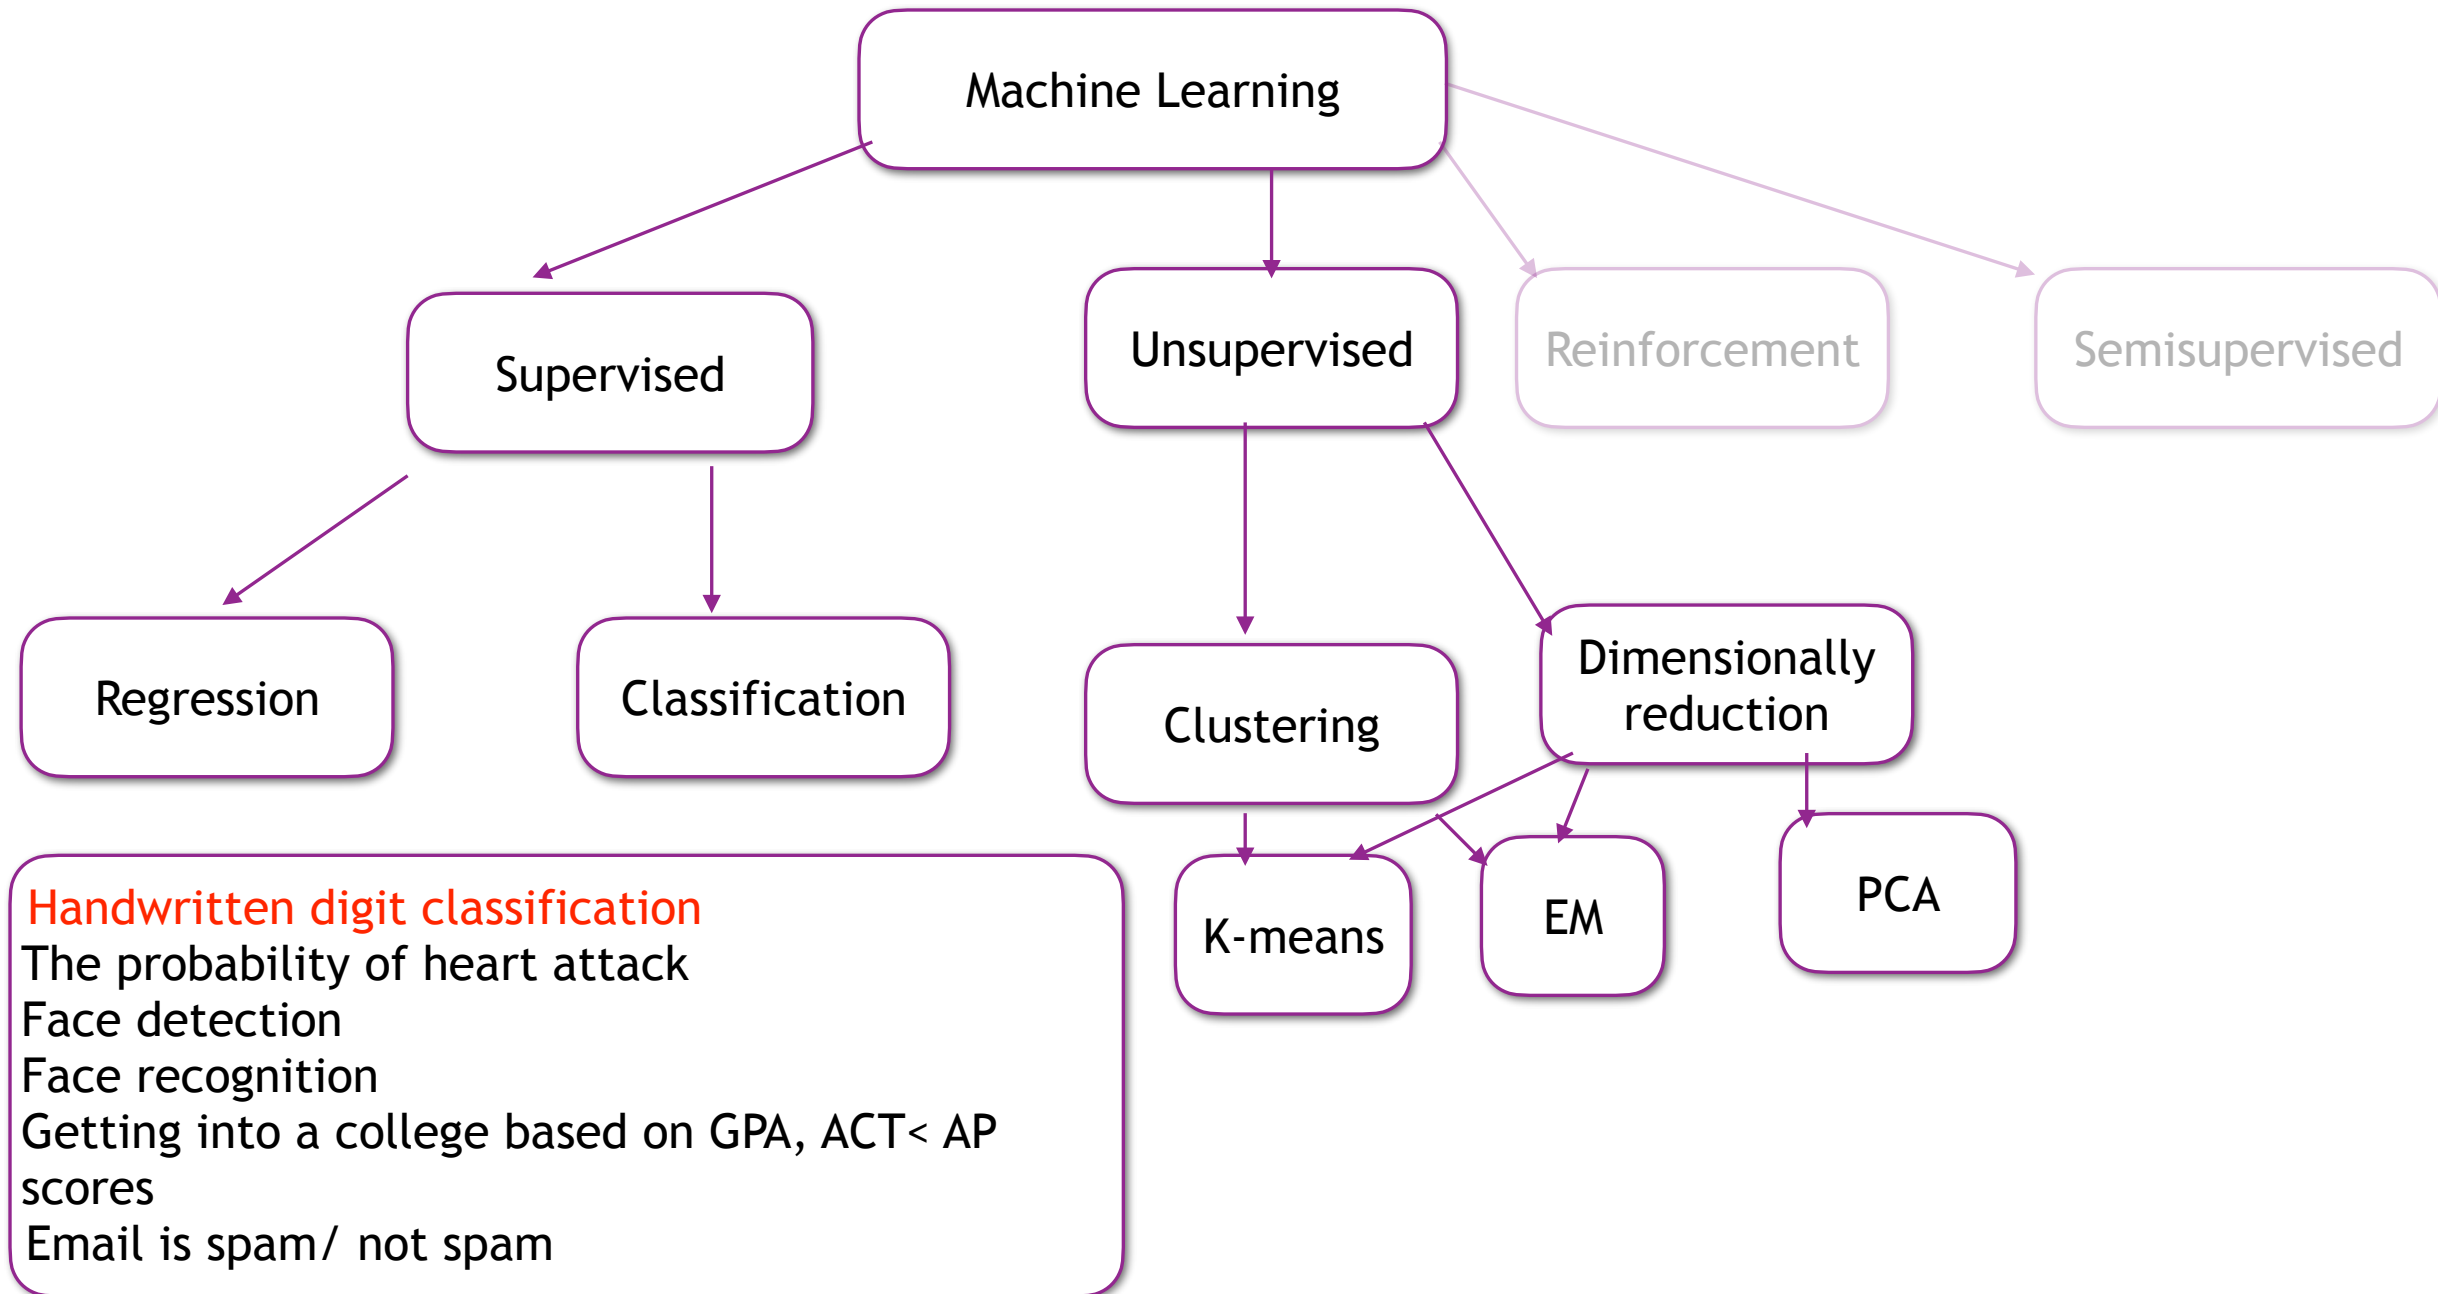 Machine Learning
Supervised
Unsupervised
Reinforcement
Semisupervised
Regression
Classification
Clustering
Dimensionally
reduction
K-means
EM
PCA
Handwritten digit classification
The probability of heart attack
Face detection
Face recognition
Getting into a college based on GPA, ACT< AP
scores
Email is spam/ not spam